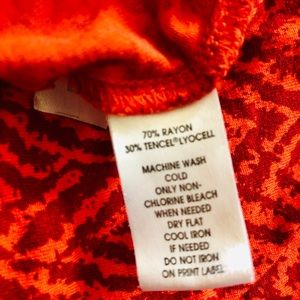 70% RAYON
30% TENCEL® LYOCELL
MACHINE WASH
COLD
ONLY NON-
CHLORINE BLEACH
WHEN NEEDED
DRY FLAT
COOL IRON
IF NEEDED
DO NOT IRON
ON PRINT LABEL